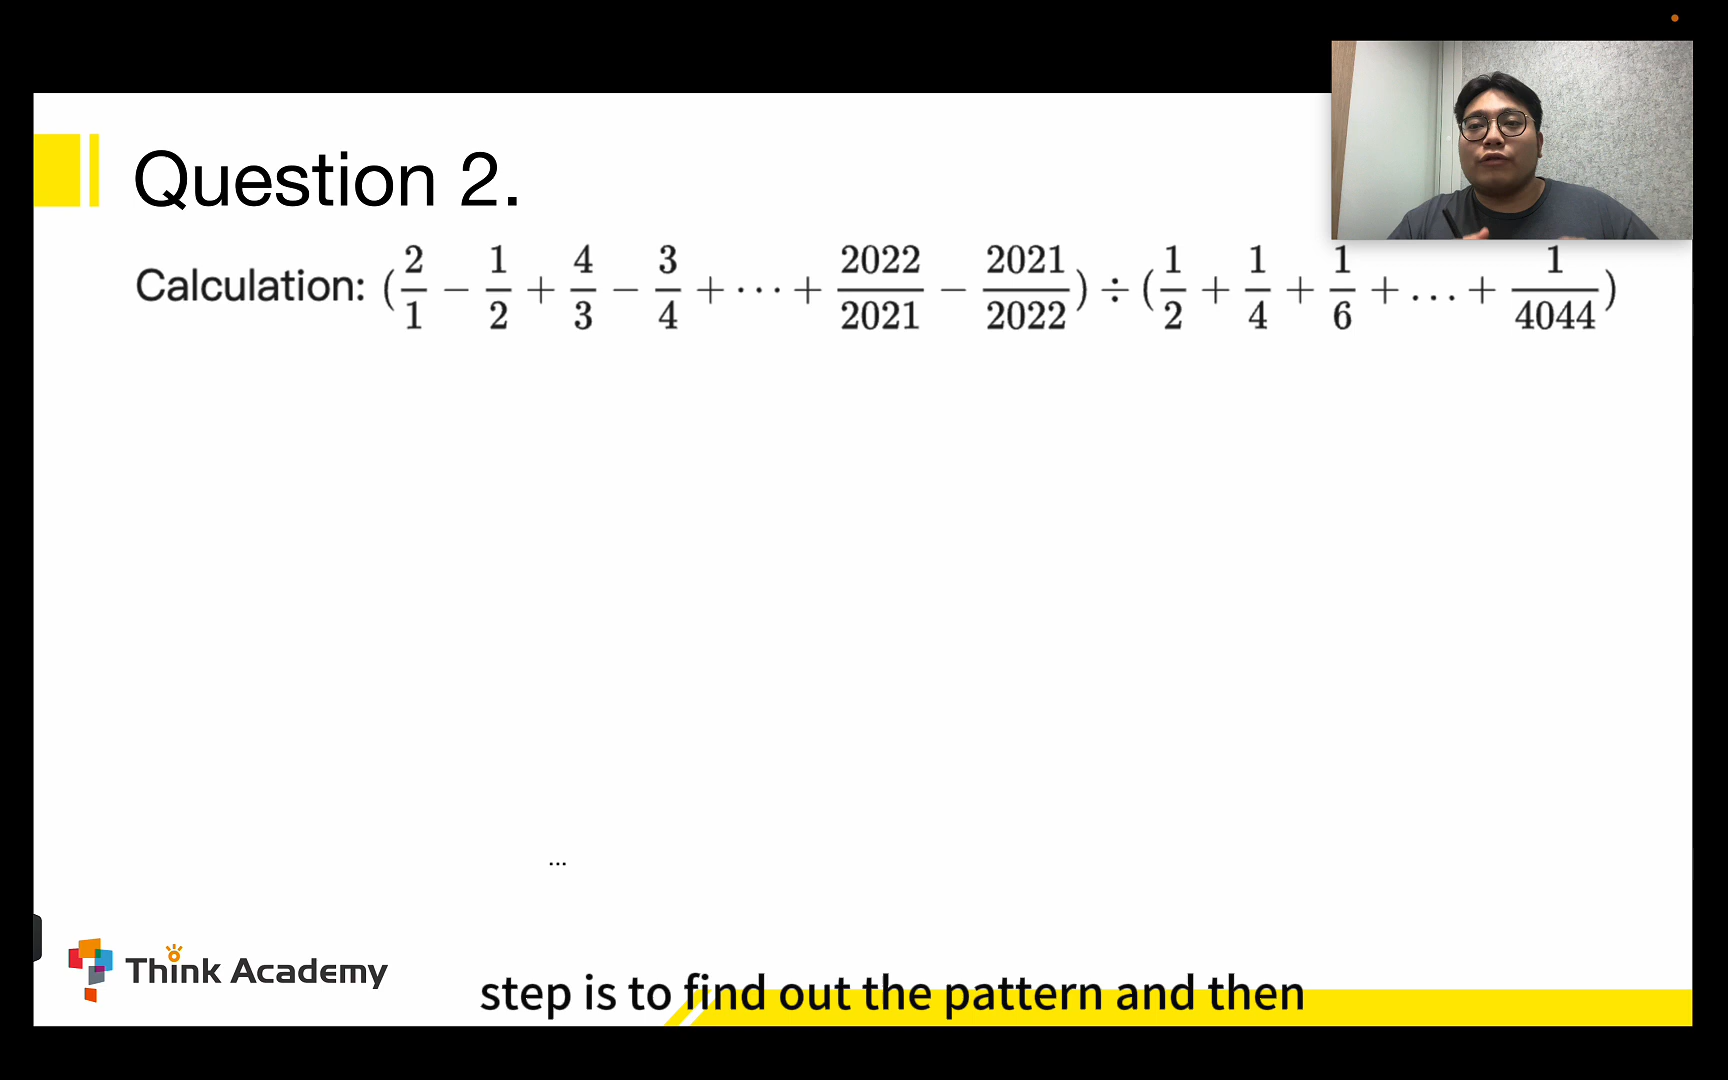 Question 2.
Calculation: (2/1 − 1/2 + 4/3 − 3/4 + ··· + 2022/2021 − 2021/2022) ÷ (1/2 + 1/4 + 1/6 + ... + 1/4044)
...
Think Academy
step is to find out the pattern and then